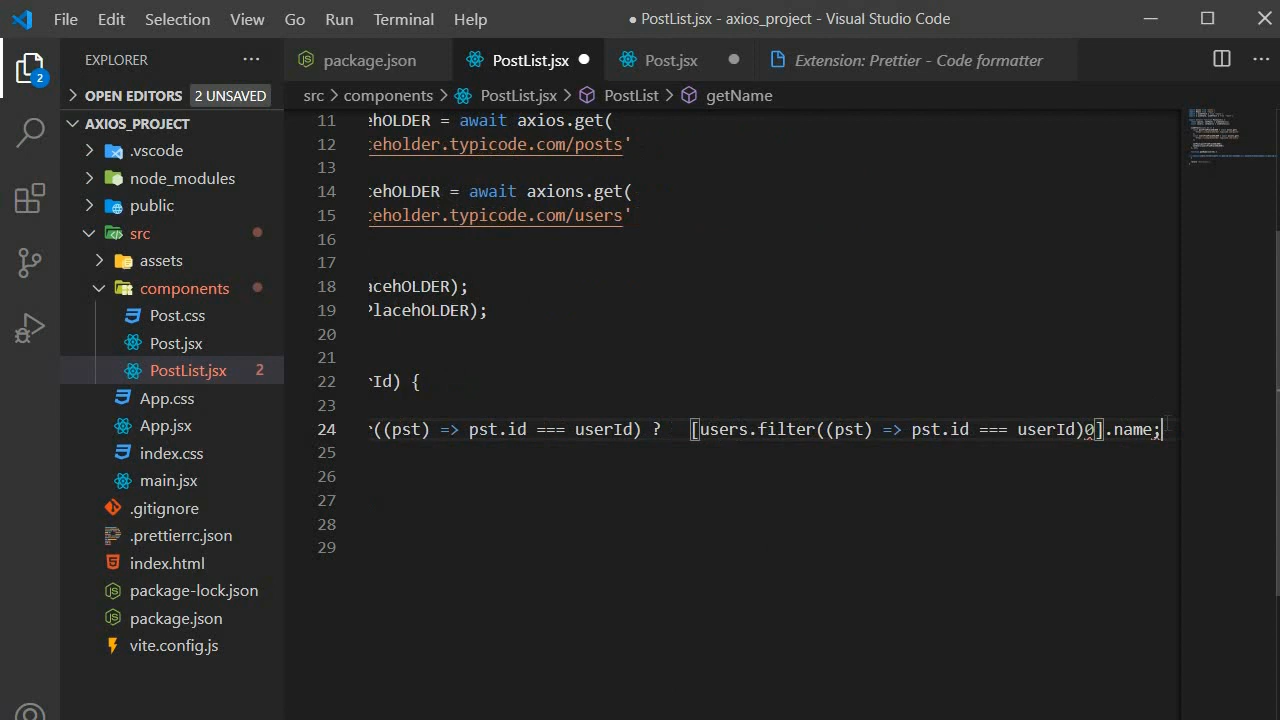 File Edit Selection View Go Run Terminal Help ● PostList.jsx - axios_project - Visual Studio Code
EXPLORER ···
package.json PostList.jsx Post.jsx Extension: Prettier - Code formatter ···
2
OPEN EDITORS 2 UNSAVED
src > components > PostList.jsx > PostList > getName
AXIOS_PROJECT
.vscode
node_modules
public
src
assets
components
Post.css
Post.jsx
PostList.jsx 2
App.css
App.jsx
index.css
main.jsx
.gitignore
.prettierrc.json
index.html
package-lock.json
package.json
vite.config.js
11 ehOLDER = await axios.get(
12 eholder.typicode.com/posts'
13
14 cehOLDER = await axions.get(
15 eholder.typicode.com/users'
16
17
18 acehOLDER);
19 PlacehOLDER);
20
21
22 rId) {
23
24 r((pst) => pst.id === userId) ? [users.filter((pst) => pst.id === userId)0].name;
25
26
27
28
29